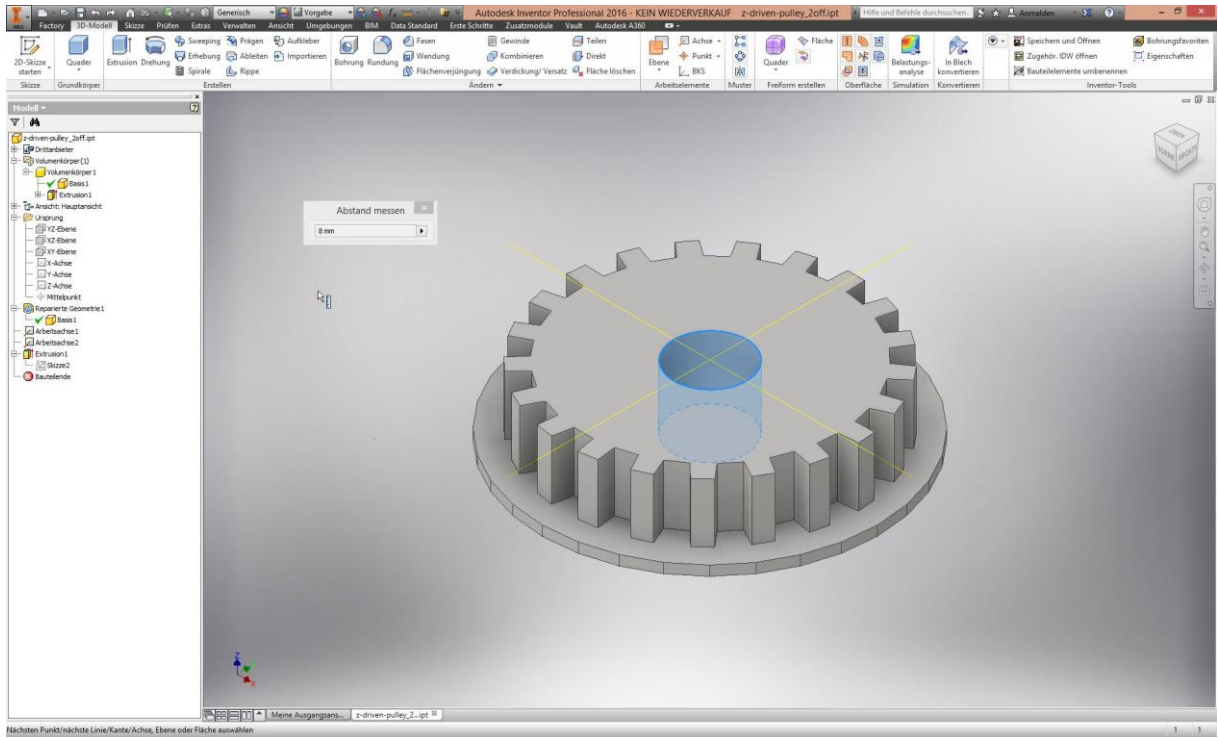 Generisch Vorgabe Autodesk Inventor Professional 2016 - KEIN WIEDERVERKAUF z-driven-pulley_2off.ipt Hilfe und Befehle durchsuchen... Anmelden
PRO Factory 3D-Modell Skizze Prüfen Extras Verwalten Ansicht Umgebungen BIM Data Standard Erste Schritte Zusatzmodule Vault Autodesk A360
Sweeping Prägen Aufkleber Fasen Gewinde Teilen Achse Fläche Speichern und Öffnen Bohrungsfavoriten
2D-Skizze starten Quader Extrusion Drehung Erhebung Ableiten Importieren Bohrung Rundung Wandung Kombinieren Direkt Ebene Punkt Quader Belastungs-analyse In Blech konvertieren Zugehör. IDW öffnen Eigenschaften
Spirale Rippe Flächenverjüngung Verdickung/ Versatz Fläche löschen BKS Bauteilelemente umbenennen
Skizze Grundkörper Erstellen Ändern Arbeitselemente Muster Freiform erstellen Oberfläche Simulation Konvertieren Inventor-Tools
Modell
z-driven-pulley_2off.ipt
Drittanbieter
Volumenkörper(1)
Volumenkörper1
Basis1
Extrusion1
Ansicht: Hauptansicht
Ursprung
YZ-Ebene
XZ-Ebene
XY-Ebene
X-Achse
Y-Achse
Z-Achse
Mittelpunkt
Reparierte Geometrie1
Basis1
Arbeitsachse1
Arbeitsachse2
Extrusion1
Skizze2
Bauteilende
Abstand messen
8 mm
OBEN
VORNE RECHTS
Z
X
Meine Ausgangsans... z-driven-pulley_2...ipt
Nächsten Punkt/nächste Linie/Kante/Achse, Ebene oder Fläche auswählen 1 1